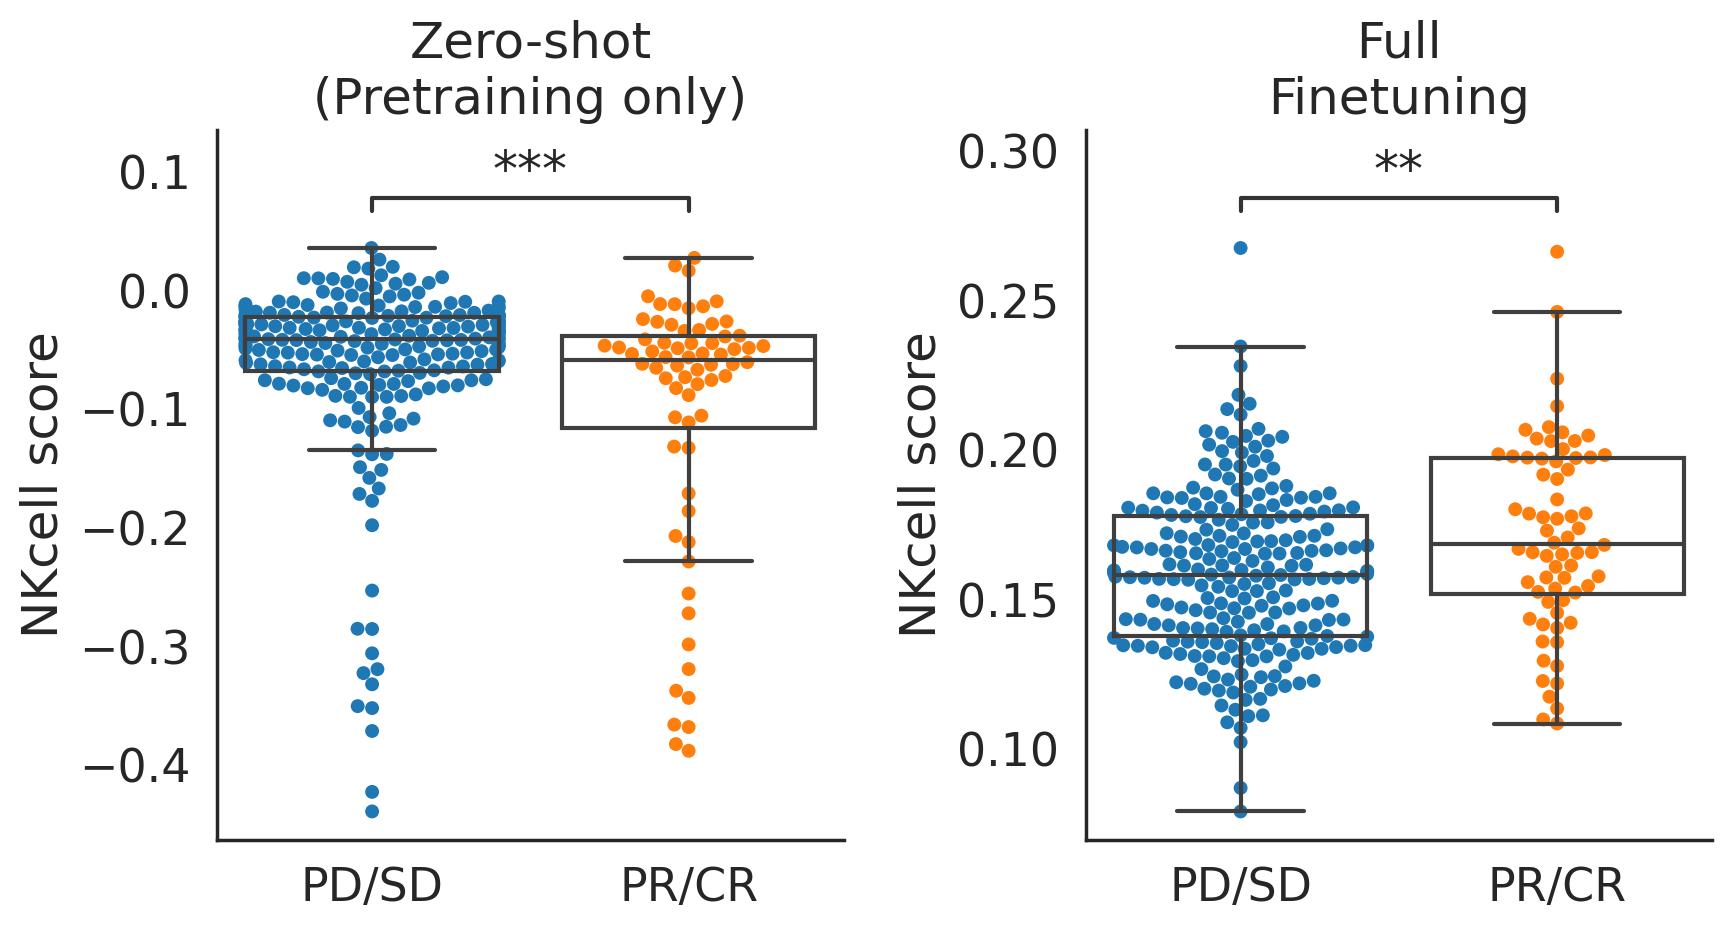 Zero-shot
(Pretraining only)
NKcell score
0.1
0.0
−0.1
−0.2
−0.3
−0.4
***
PD/SD
PR/CR
Full
Finetuning
NKcell score
0.30
0.25
0.20
0.15
0.10
**
PD/SD
PR/CR